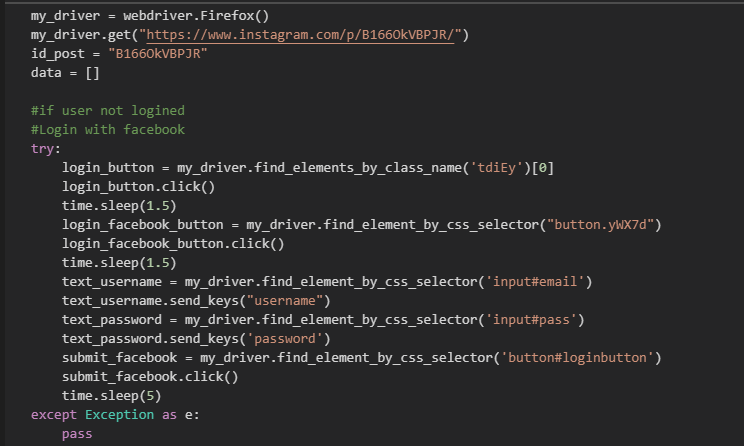 my_driver = webdriver.Firefox()
my_driver.get("https://www.instagram.com/p/B166OkVBPJR/")
id_post = "B166OkVBPJR"
data = []
#if user not logined
#Login with facebook
try:
    login_button = my_driver.find_elements_by_class_name('tdiEy')[0]
    login_button.click()
    time.sleep(1.5)
    login_facebook_button = my_driver.find_element_by_css_selector("button.yWX7d")
    login_facebook_button.click()
    time.sleep(1.5)
    text_username = my_driver.find_element_by_css_selector('input#email')
    text_username.send_keys("username")
    text_password = my_driver.find_element_by_css_selector('input#pass')
    text_password.send_keys('password')
    submit_facebook = my_driver.find_element_by_css_selector('button#loginbutton')
    submit_facebook.click()
    time.sleep(5)
except Exception as e:
    pass